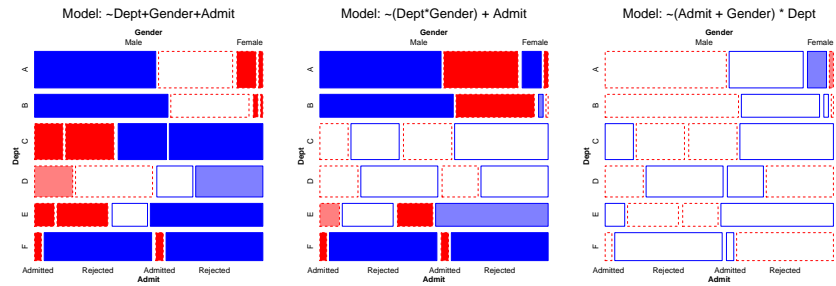 Model: ~Dept+Gender+Admit
Gender
Male Female
Dept
A
B
C
D
E
F
Admitted Rejected Admitted Rejected
Admit
Model: ~(Dept*Gender) + Admit
Gender
Male Female
Dept
A
B
C
D
E
F
Admitted Rejected Admitted Rejected
Admit
Model: ~(Admit + Gender) * Dept
Gender
Male Female
Dept
A
B
C
D
E
F
Admitted Rejected Admitted Rejected
Admit